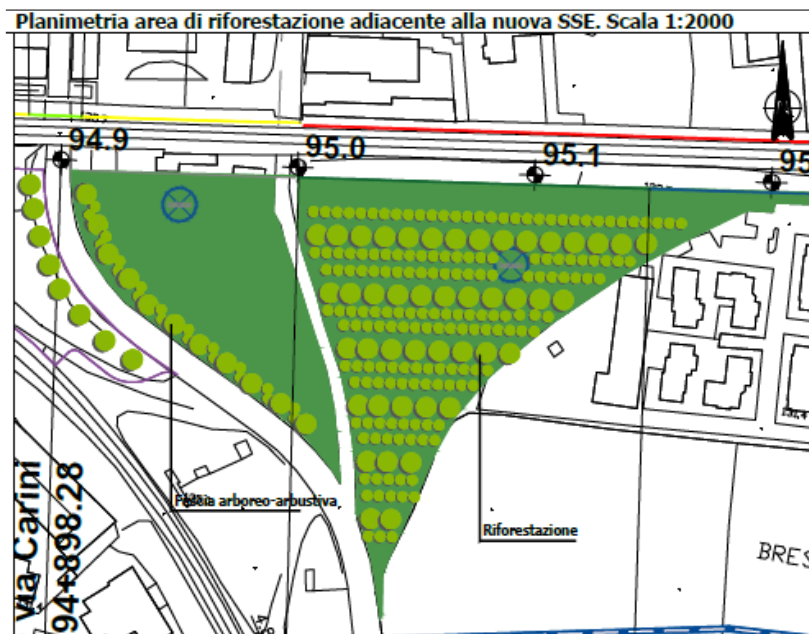 Planimetria area di riforestazione adiacente alla nuova SSE. Scala 1:2000
94.9
95.0
95.1
95
Fascia arboreo-arbustiva
Riforestazione
Via Carini
94+898.28
BRES